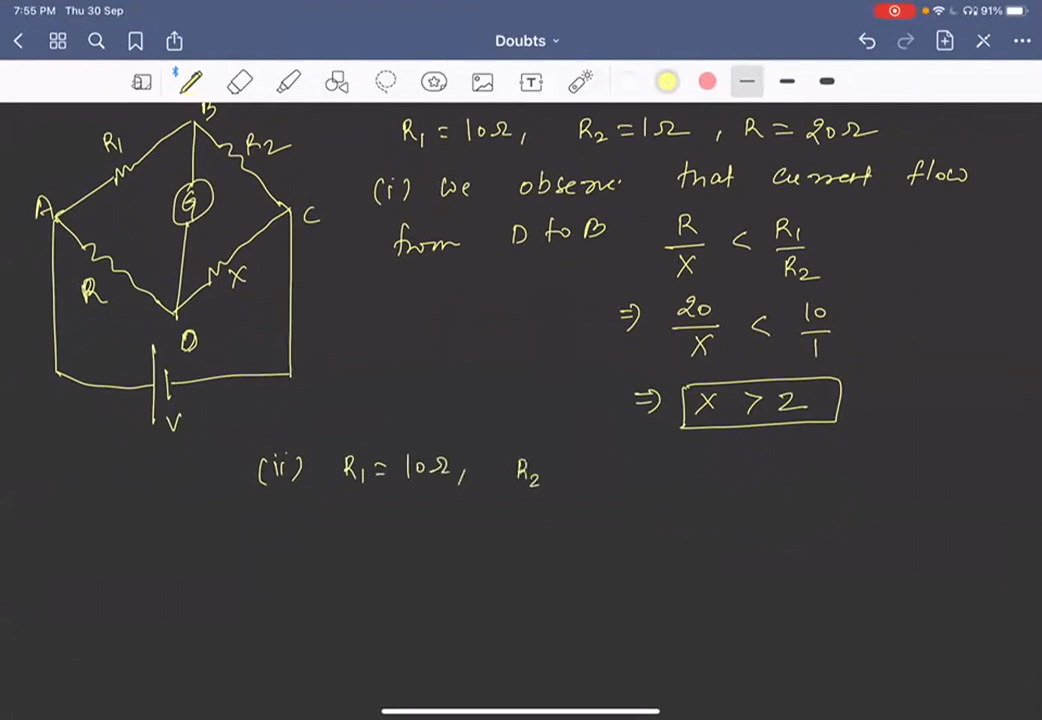 7:55 PM Thu 30 Sep
91%
Doubts
T
B
R1
R2
G
A
C
R
X
D
V
R1 = 10Ω, R2 = 1Ω, R = 20Ω
(i) we observe that current flow
from D to B R/X < R1/R2
⇒ 20/X < 10/1
⇒ X > 2
(ii) R1 = 10Ω, R2